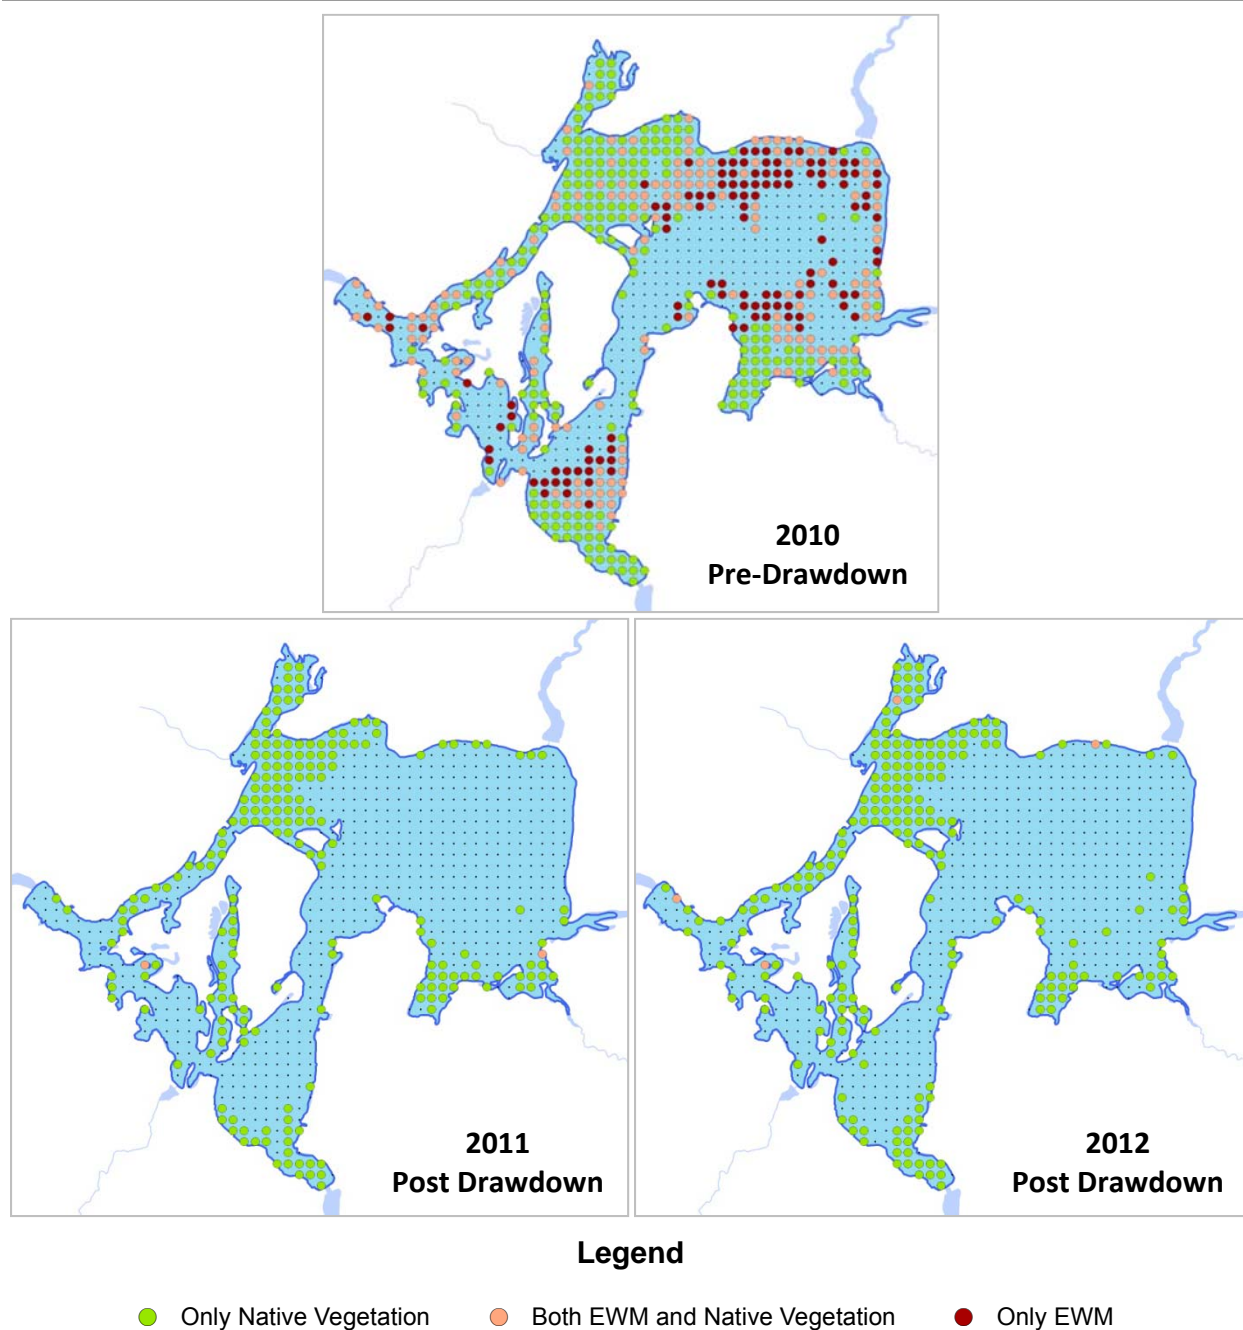 2010
Pre-Drawdown
2011
Post Drawdown
2012
Post Drawdown
Legend
Only Native Vegetation
Both EWM and Native Vegetation
Only EWM